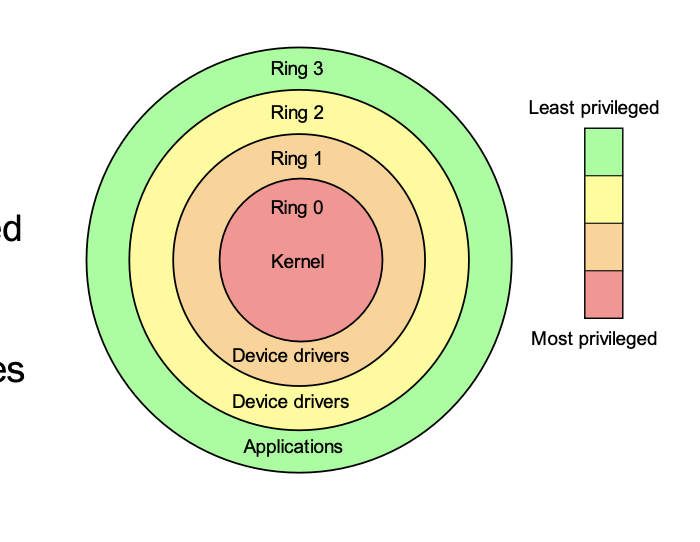 Ring 3
Ring 2
Ring 1
Ring 0
Kernel
Device drivers
Device drivers
Applications
Least privileged
Most privileged
ed
es